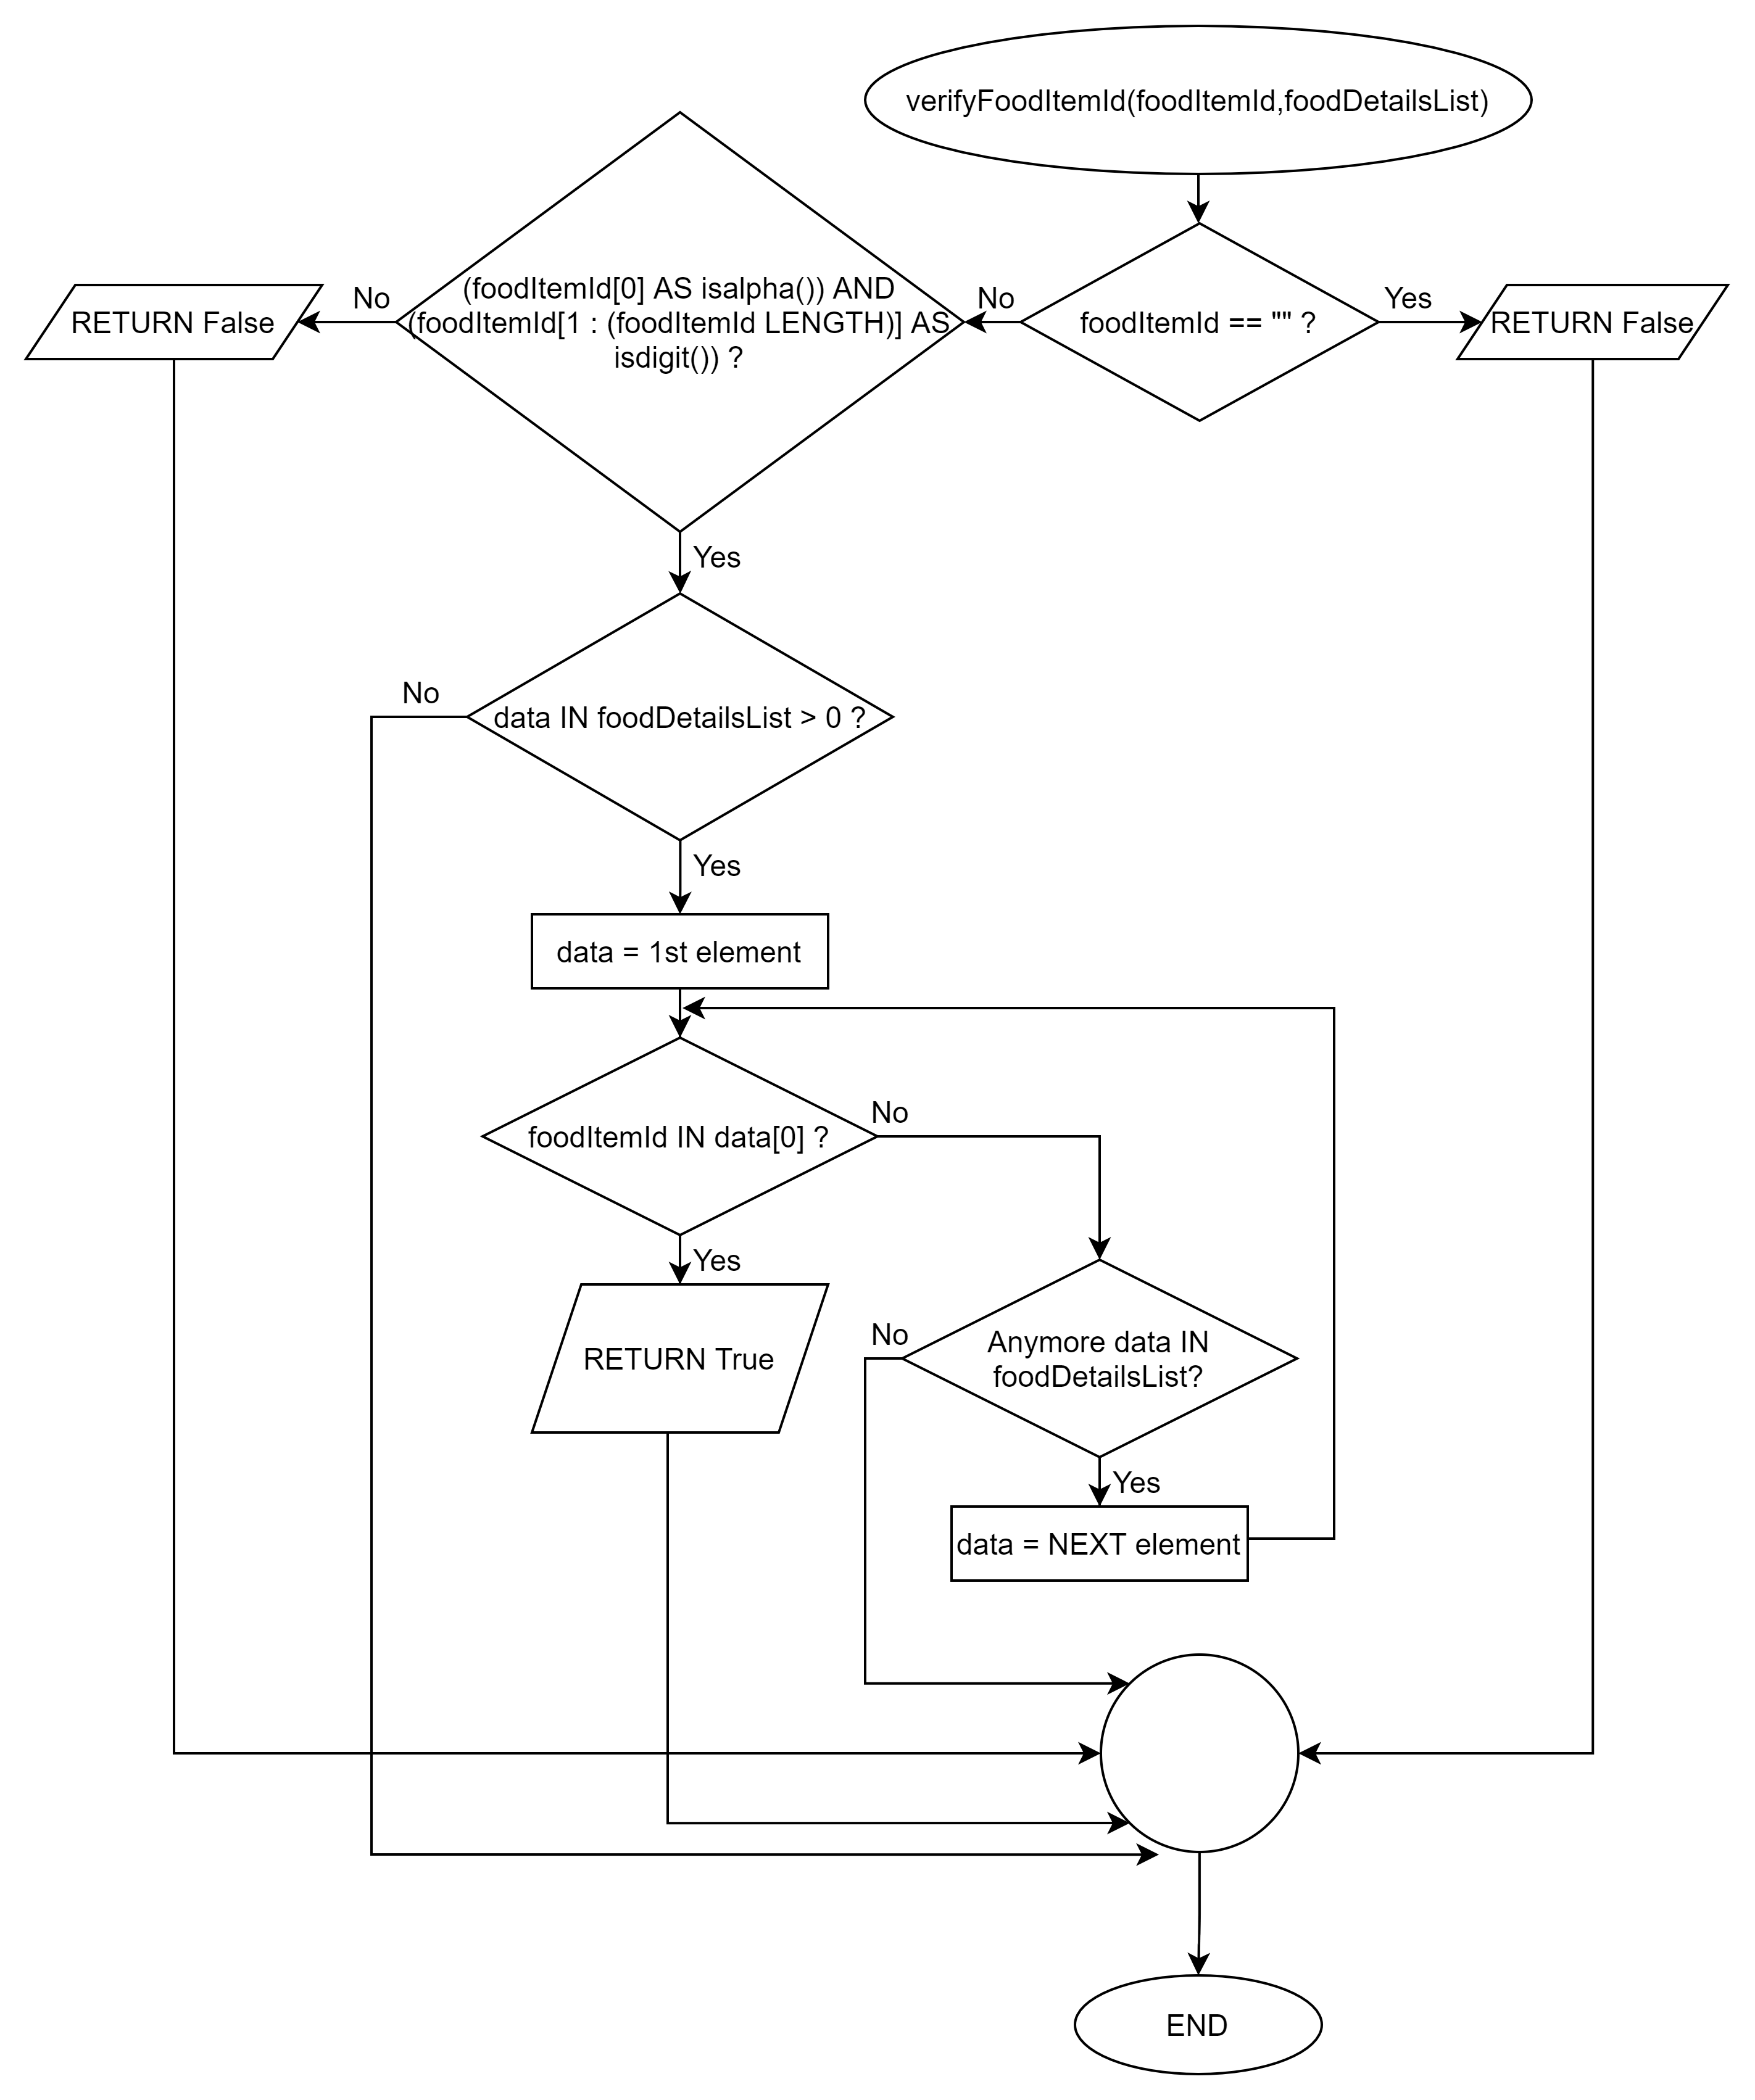 verifyFoodItemId(foodItemId,foodDetailsList)
foodItemId == "" ?
Yes
RETURN False
No
(foodItemId[0] AS isalpha()) AND
(foodItemId[1 : (foodItemId LENGTH)] AS
isdigit()) ?
No
RETURN False
Yes
data IN foodDetailsList > 0 ?
No
Yes
data = 1st element
foodItemId IN data[0] ?
No
Yes
RETURN True
Anymore data IN
foodDetailsList?
No
Yes
data = NEXT element
END